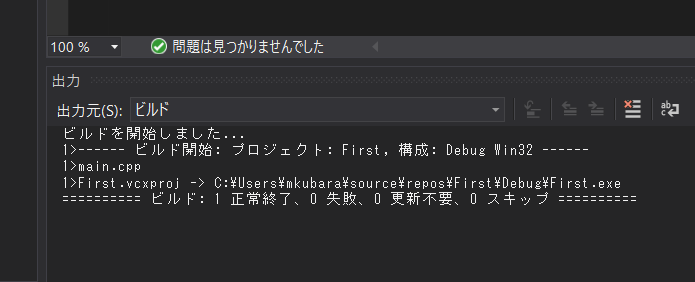 100 %
問題は見つかりませんでした
出力
出力元(S): ビルド
ビルドを開始しました...
1>------ ビルド開始: プロジェクト: First, 構成: Debug Win32 ------
1>main.cpp
1>First.vcxproj -> C:¥Users¥mkubara¥source¥repos¥First¥Debug¥First.exe
========== ビルド: 1 正常終了、0 失敗、0 更新不要、0 スキップ ==========